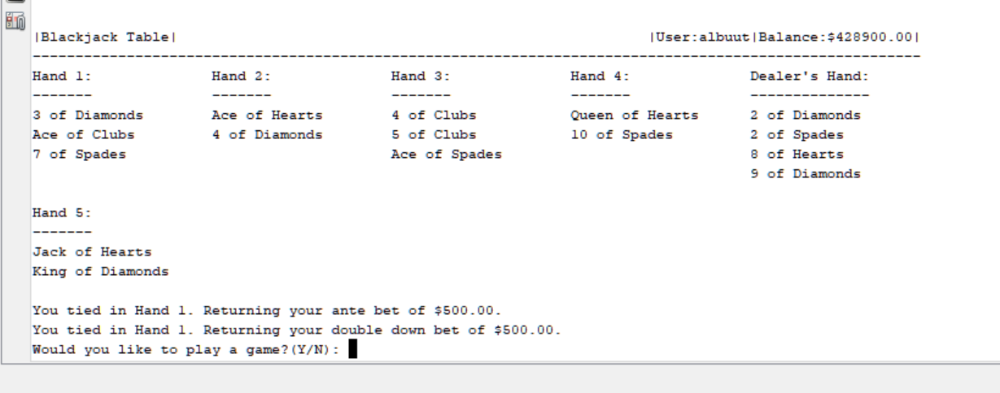 |Blackjack Table| |User:albuut|Balance:$428900.00|
--------------------------------------------------------------------------------------------
Hand 1: Hand 2: Hand 3: Hand 4: Dealer's Hand:
------- ------- ------- ------- --------------
3 of Diamonds Ace of Hearts 4 of Clubs Queen of Hearts 2 of Diamonds
Ace of Clubs 4 of Diamonds 5 of Clubs 10 of Spades 2 of Spades
7 of Spades Ace of Spades 8 of Hearts
9 of Diamonds
Hand 5:
-------
Jack of Hearts
King of Diamonds
You tied in Hand 1. Returning your ante bet of $500.00.
You tied in Hand 1. Returning your double down bet of $500.00.
Would you like to play a game?(Y/N):